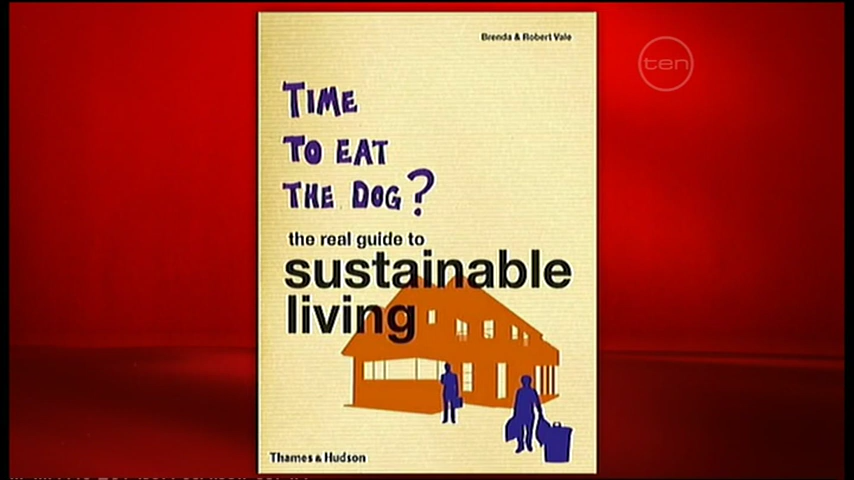 Brenda & Robert Vale
ten
TIME
TO EAT
THE DOG?
the real guide to
sustainable
living
Thames & Hudson